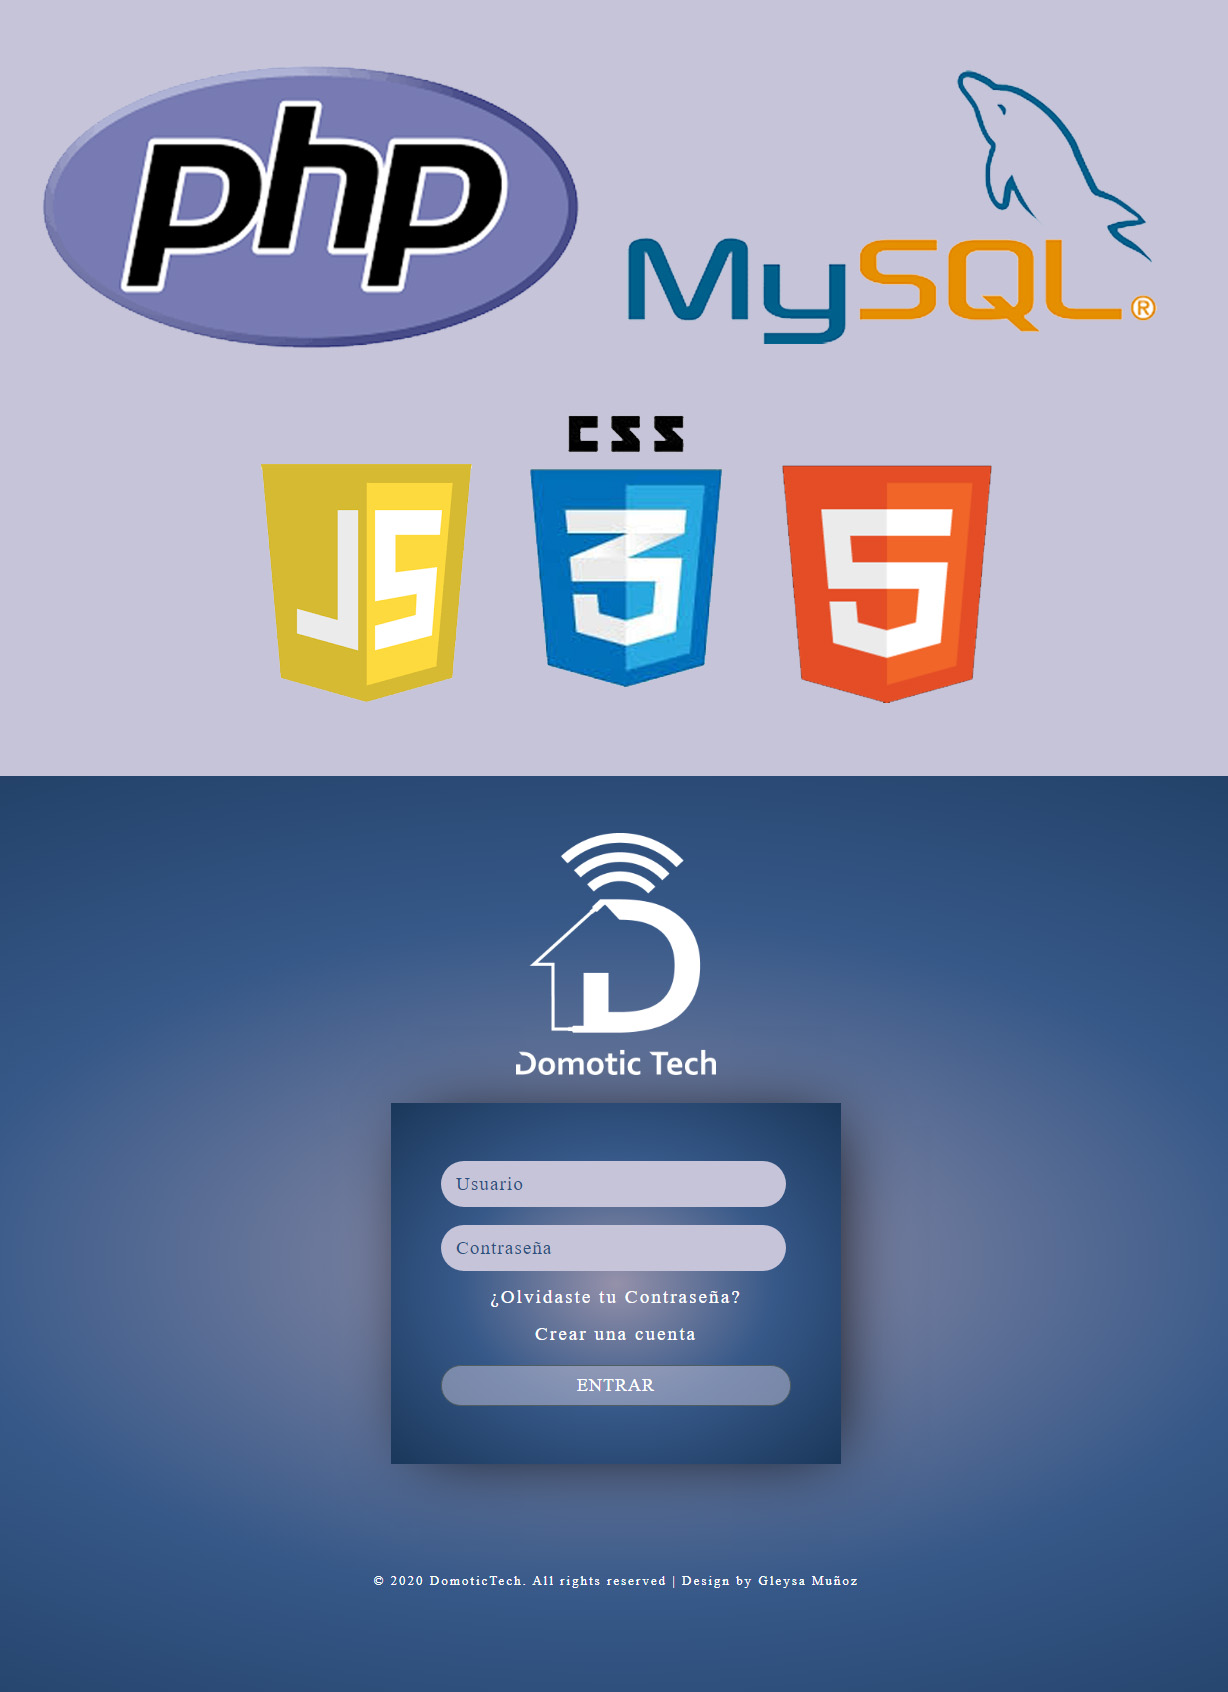 php
MySQL®
CSS
JS
3
5
Domotic Tech
Usuario
Contraseña
¿Olvidaste tu Contraseña?
Crear una cuenta
ENTRAR
© 2020 DomoticTech. All rights reserved | Design by Gleysa Muñoz